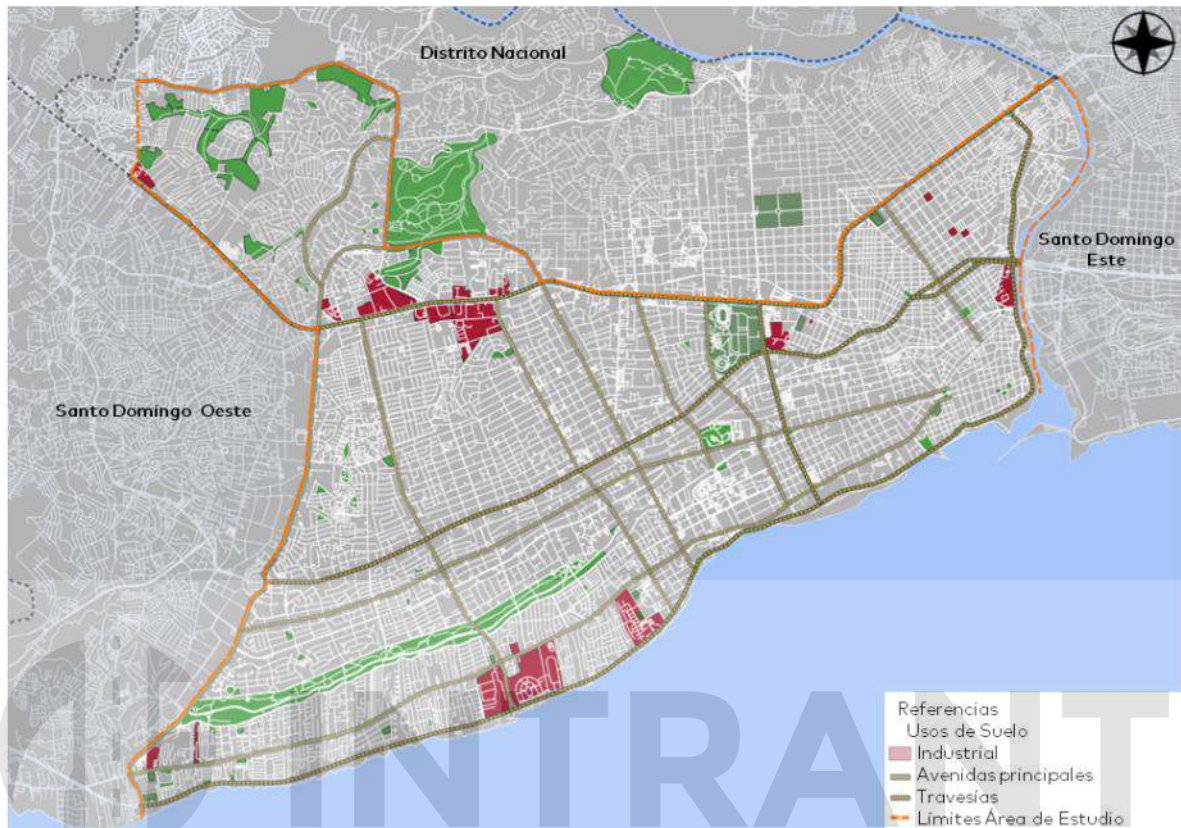 Distrito Nacional
Santo Domingo
Este
Santo Domingo Oeste
INTRANT
Referencias
Usos de Suelo
Industrial
Avenidas principales
Travesías
Límites Área de Estudio